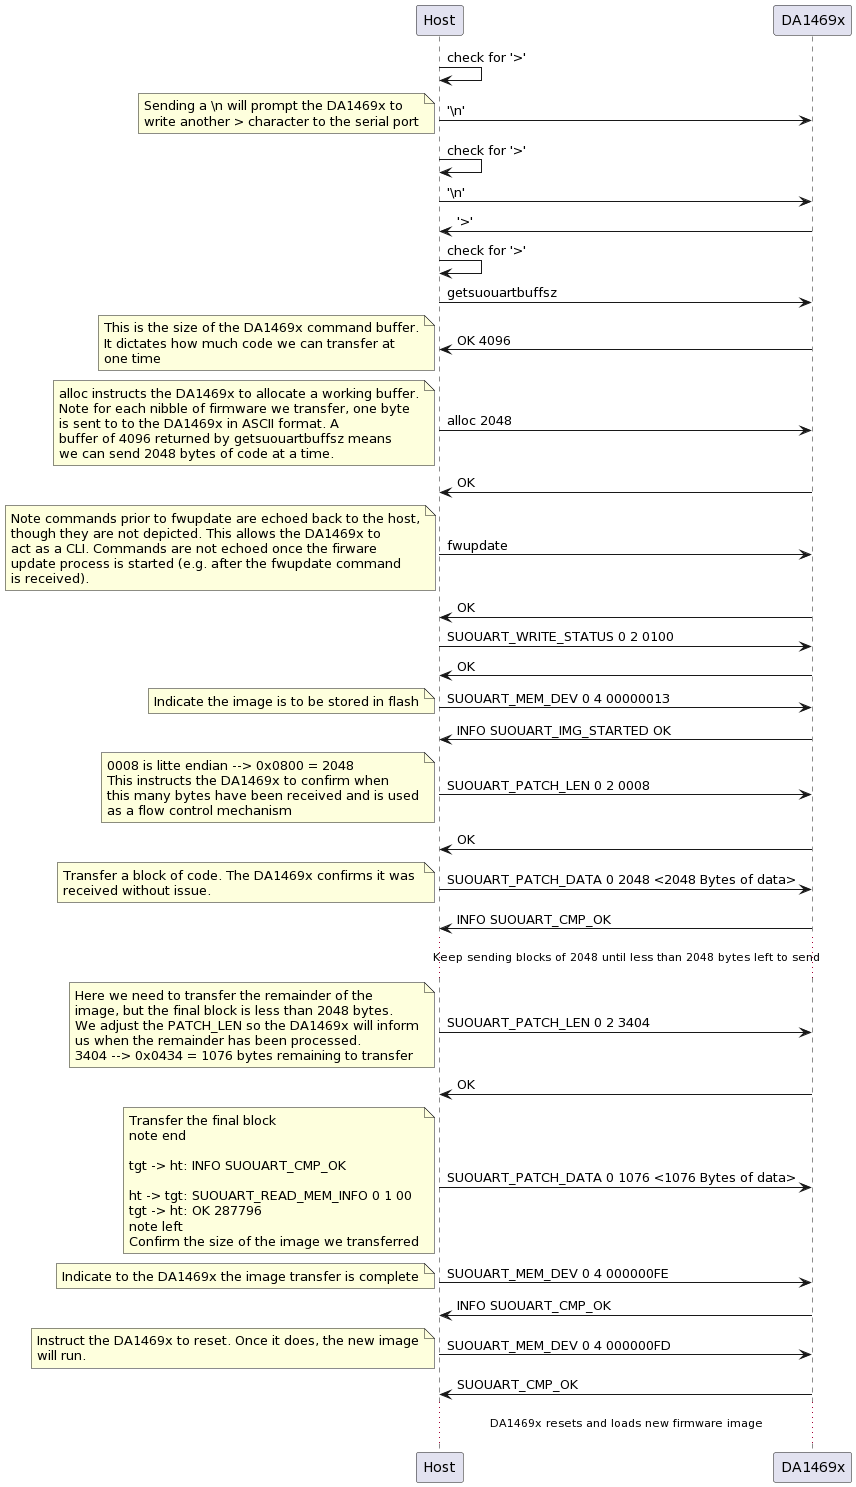 Host
DA1469x
check for '>'
Sending a \n will prompt the DA1469x to
write another > character to the serial port
'\n'
check for '>'
'\n'
'>'
check for '>'
getsuouartbuffsz
This is the size of the DA1469x command buffer.
It dictates how much code we can transfer at
one time
OK 4096
alloc instructs the DA1469x to allocate a working buffer.
Note for each nibble of firmware we transfer, one byte
is sent to to the DA1469x in ASCII format. A
buffer of 4096 returned by getsuouartbuffsz means
we can send 2048 bytes of code at a time.
alloc 2048
OK
Note commands prior to fwupdate are echoed back to the host,
though they are not depicted. This allows the DA1469x to
act as a CLI. Commands are not echoed once the firware
update process is started (e.g. after the fwupdate command
is received).
fwupdate
OK
SUOUART_WRITE_STATUS 0 2 0100
OK
Indicate the image is to be stored in flash
SUOUART_MEM_DEV 0 4 00000013
INFO SUOUART_IMG_STARTED OK
0008 is litte endian --> 0x0800 = 2048
This instructs the DA1469x to confirm when
this many bytes have been received and is used
as a flow control mechanism
SUOUART_PATCH_LEN 0 2 0008
OK
Transfer a block of code. The DA1469x confirms it was
received without issue.
SUOUART_PATCH_DATA 0 2048 <2048 Bytes of data>
INFO SUOUART_CMP_OK
Keep sending blocks of 2048 until less than 2048 bytes left to send
Here we need to transfer the remainder of the
image, but the final block is less than 2048 bytes.
We adjust the PATCH_LEN so the DA1469x will inform
us when the remainder has been processed.
3404 --> 0x0434 = 1076 bytes remaining to transfer
SUOUART_PATCH_LEN 0 2 3404
OK
Transfer the final block
note end
tgt -> ht: INFO SUOUART_CMP_OK
ht -> tgt: SUOUART_READ_MEM_INFO 0 1 00
tgt -> ht: OK 287796
note left
Confirm the size of the image we transferred
SUOUART_PATCH_DATA 0 1076 <1076 Bytes of data>
Indicate to the DA1469x the image transfer is complete
SUOUART_MEM_DEV 0 4 000000FE
INFO SUOUART_CMP_OK
Instruct the DA1469x to reset. Once it does, the new image
will run.
SUOUART_MEM_DEV 0 4 000000FD
SUOUART_CMP_OK
DA1469x resets and loads new firmware image
Host
DA1469x